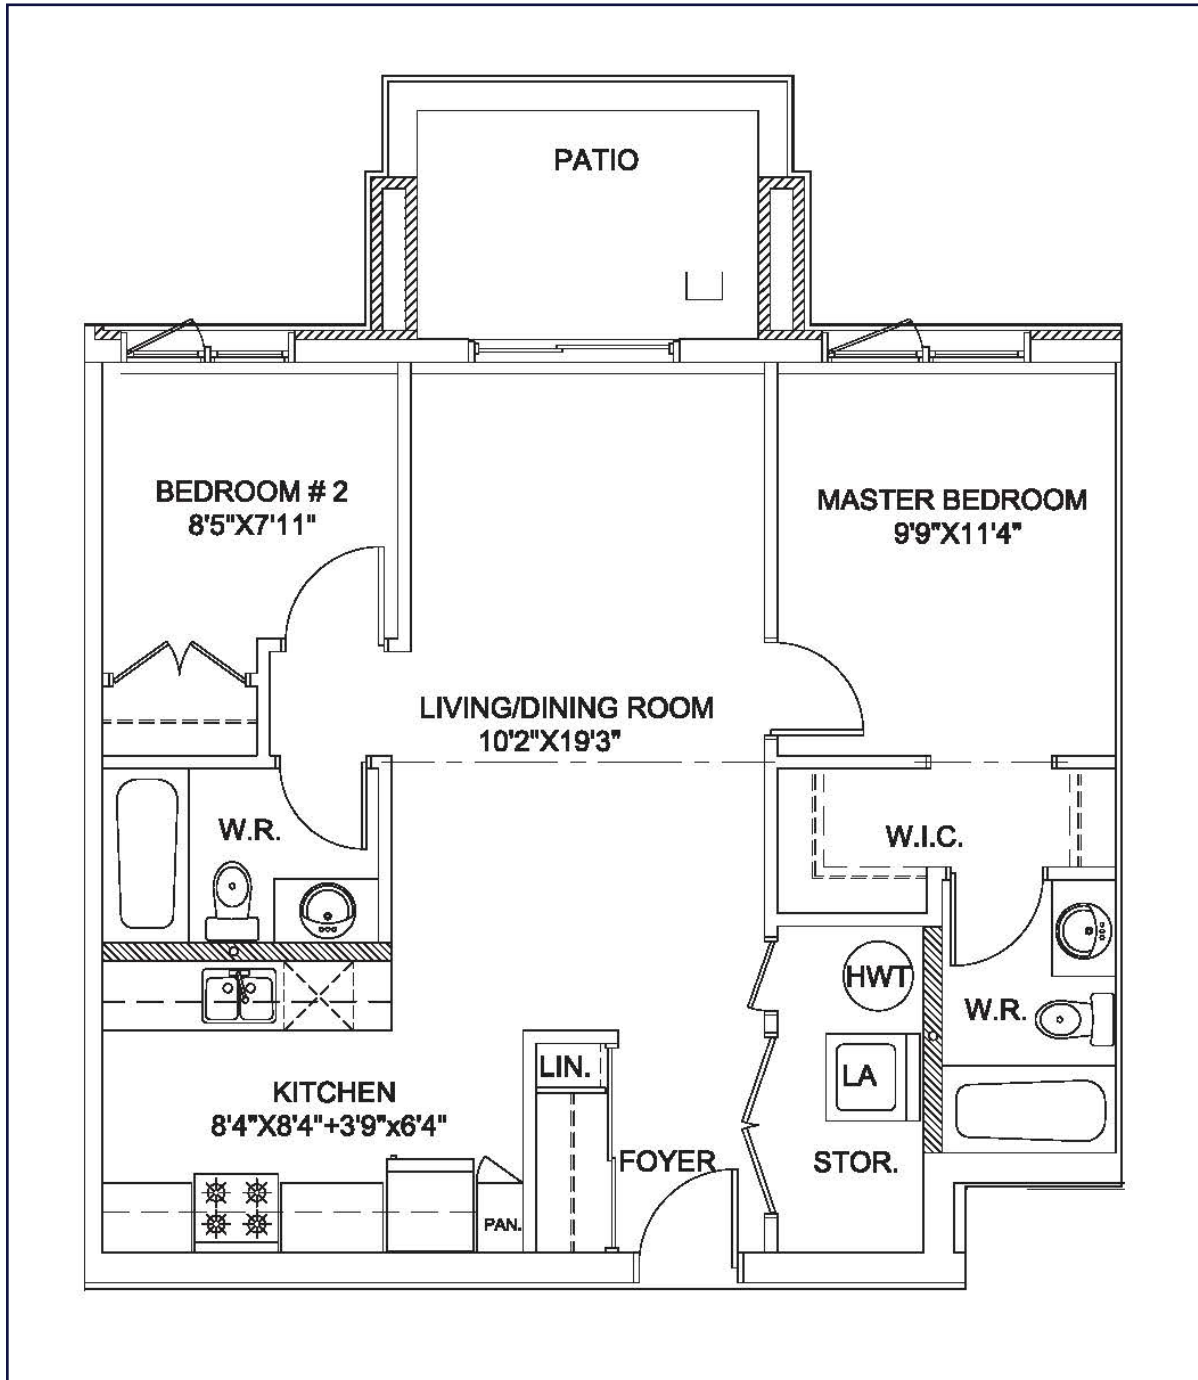 PATIO
BEDROOM # 2
8'5"X7'11"
MASTER BEDROOM
9'9"X11'4"
LIVING/DINING ROOM
10'2"X19'3"
W.R.
W.I.C.
HWT
W.R.
LIN.
LA
KITCHEN
8'4"X8'4"+3'9"x6'4"
FOYER
STOR.
PAN.